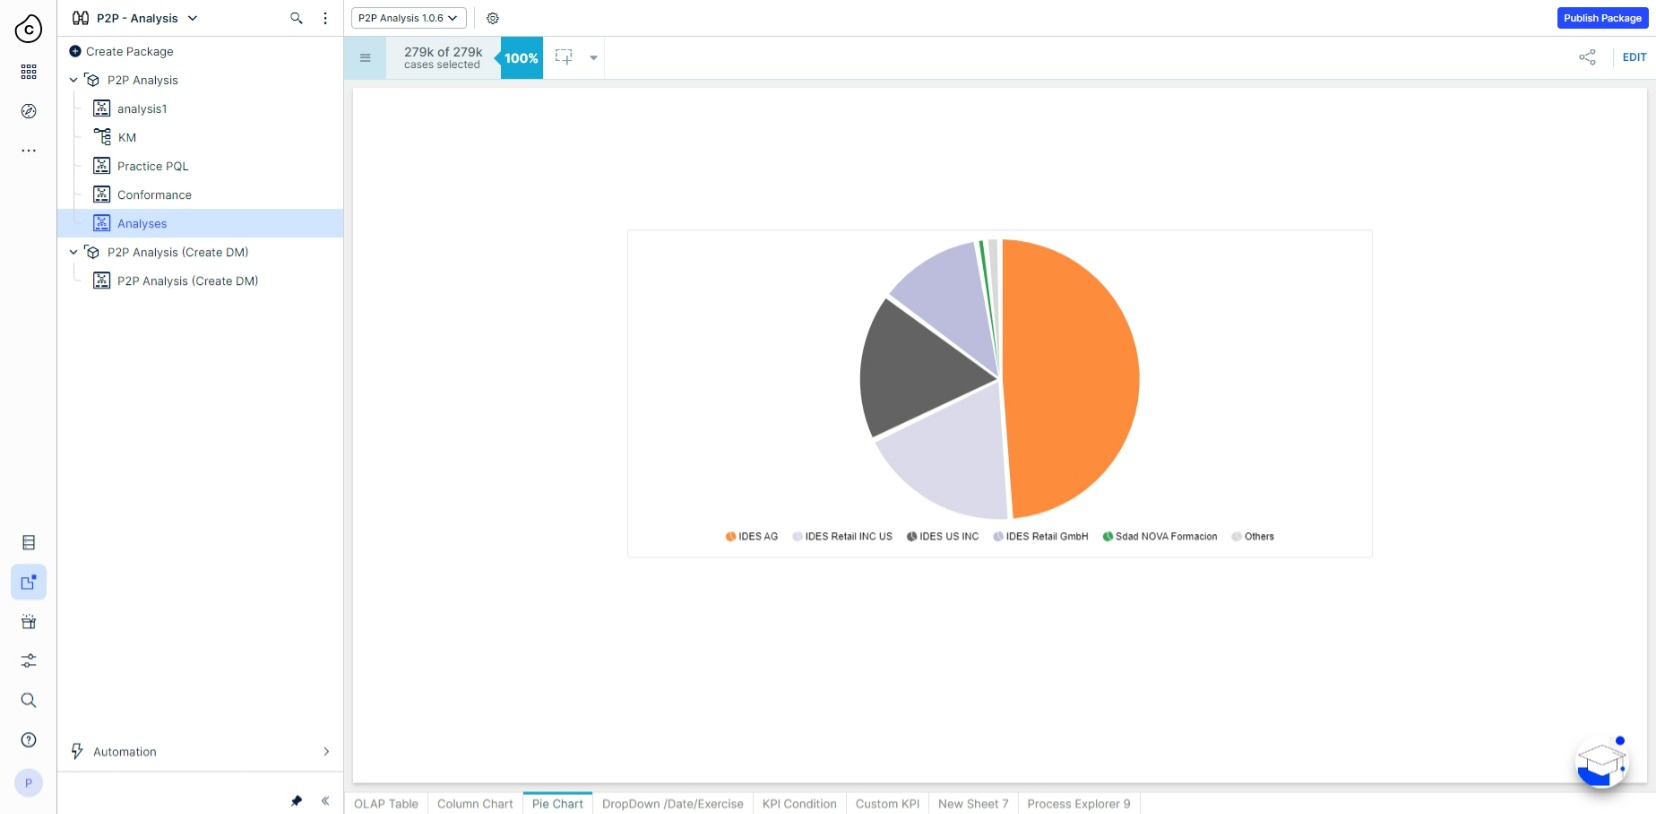 P2P - Analysis
P2P Analysis 1.0.6
Publish Package
Create Package
279k of 279k
cases selected
100%
EDIT
P2P Analysis
analysis1
KM
Practice PQL
Conformance
Analyses
P2P Analysis (Create DM)
P2P Analysis (Create DM)
IDES AG
IDES Retail INC US
IDES US INC
IDES Retail GmbH
Sdad NOVA Formacion
Others
Automation
P
OLAP Table
Column Chart
Pie Chart
DropDown /Date/Exercise
KPI Condition
Custom KPI
New Sheet 7
Process Explorer 9